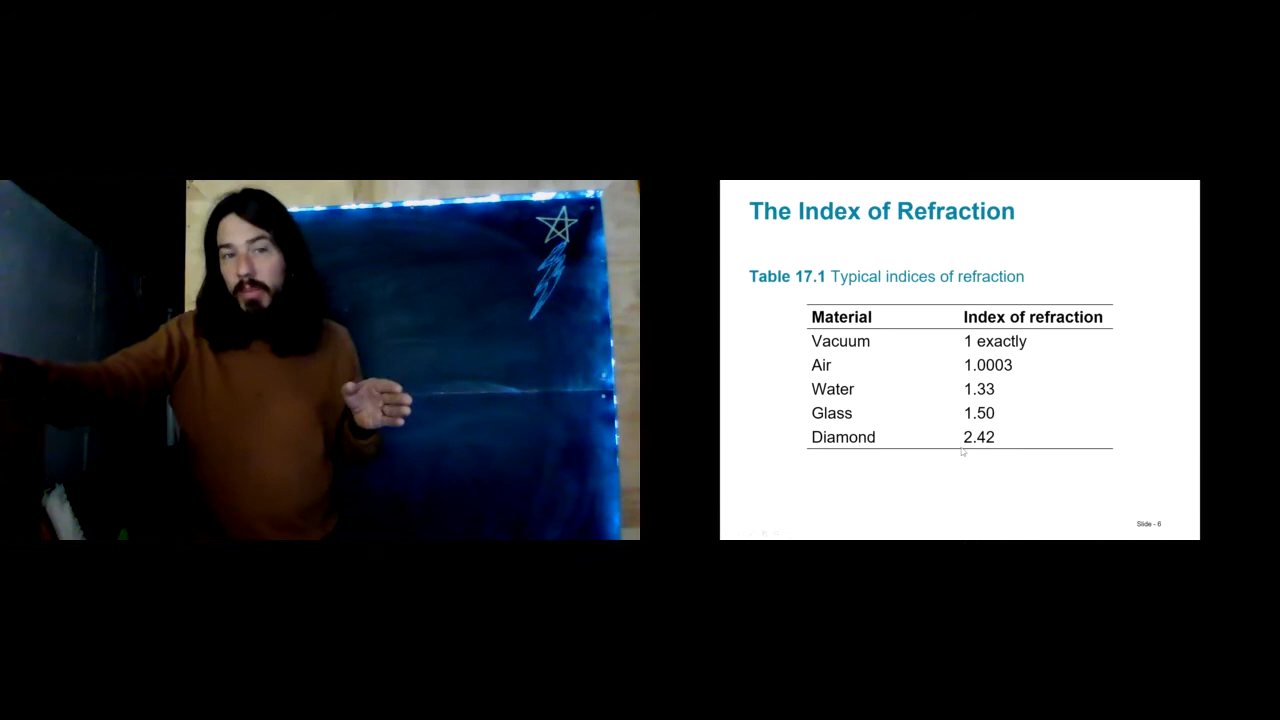 The Index of Refraction
Table 17.1 Typical indices of refraction
Material Index of refraction
Vacuum 1 exactly
Air 1.0003
Water 1.33
Glass 1.50
Diamond 2.42
Slide - 6